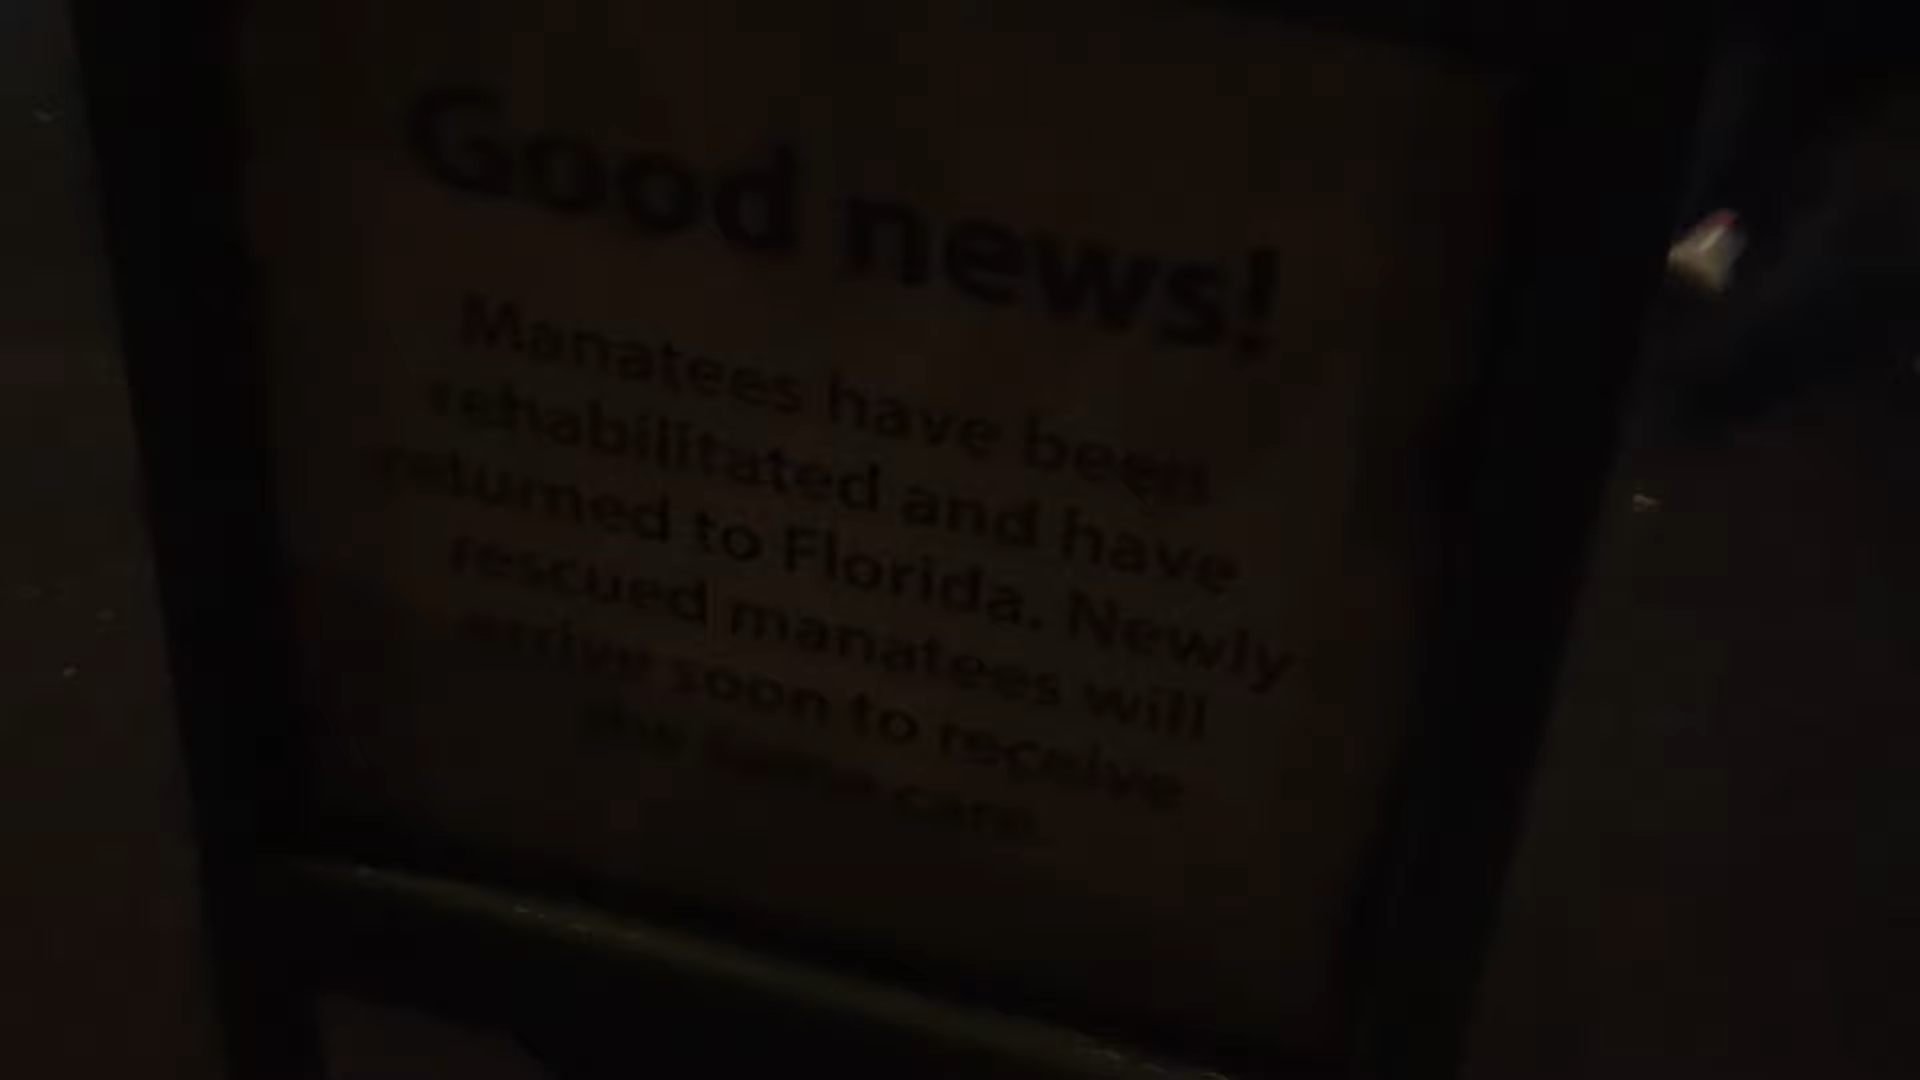 Good news!
Manatees have been
rehabilitated and have
returned to Florida. Newly
rescued manatees will
arrive soon to receive
the same care.